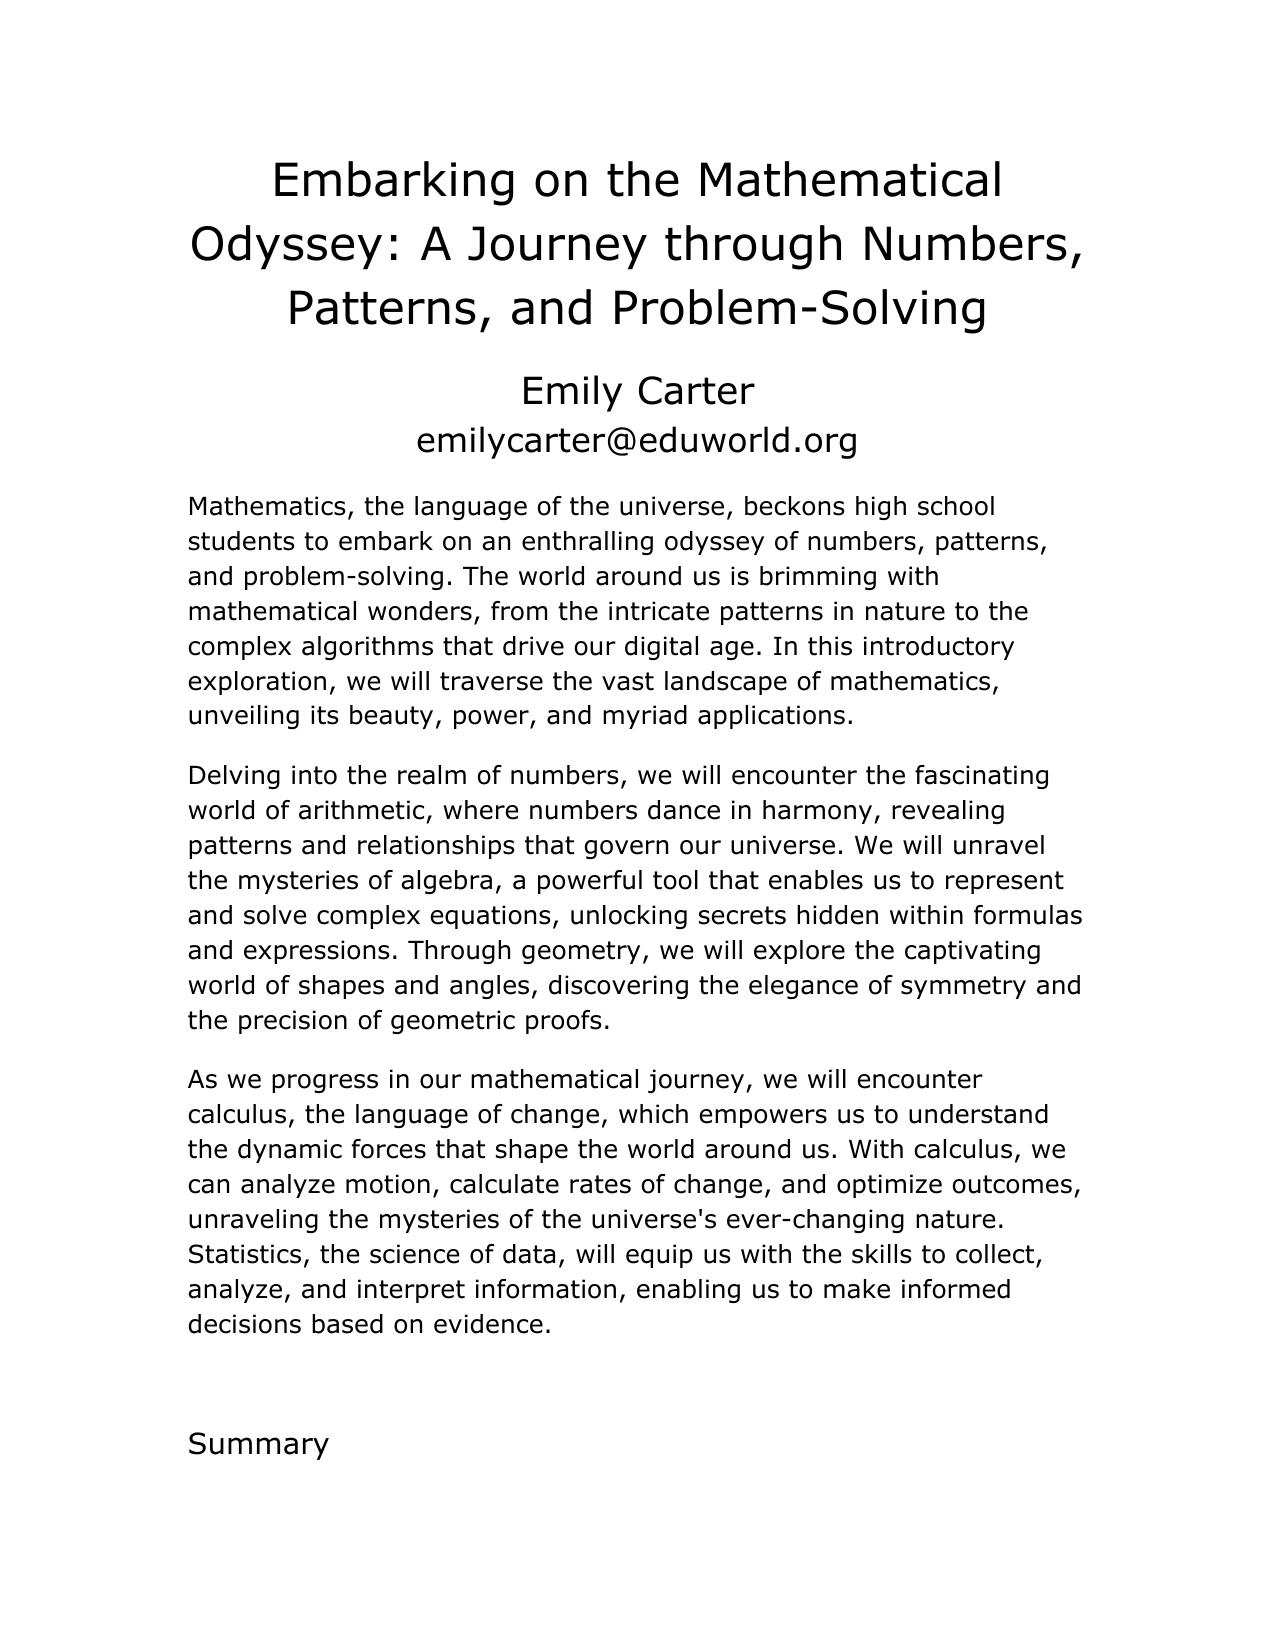 Embarking on the Mathematical
Odyssey: A Journey through Numbers,
Patterns, and Problem-Solving
Emily Carter
emilycarter@eduworld.org
Mathematics, the language of the universe, beckons high school
students to embark on an enthralling odyssey of numbers, patterns,
and problem-solving. The world around us is brimming with
mathematical wonders, from the intricate patterns in nature to the
complex algorithms that drive our digital age. In this introductory
exploration, we will traverse the vast landscape of mathematics,
unveiling its beauty, power, and myriad applications.
Delving into the realm of numbers, we will encounter the fascinating
world of arithmetic, where numbers dance in harmony, revealing
patterns and relationships that govern our universe. We will unravel
the mysteries of algebra, a powerful tool that enables us to represent
and solve complex equations, unlocking secrets hidden within formulas
and expressions. Through geometry, we will explore the captivating
world of shapes and angles, discovering the elegance of symmetry and
the precision of geometric proofs.
As we progress in our mathematical journey, we will encounter
calculus, the language of change, which empowers us to understand
the dynamic forces that shape the world around us. With calculus, we
can analyze motion, calculate rates of change, and optimize outcomes,
unraveling the mysteries of the universe's ever-changing nature.
Statistics, the science of data, will equip us with the skills to collect,
analyze, and interpret information, enabling us to make informed
decisions based on evidence.
Summary